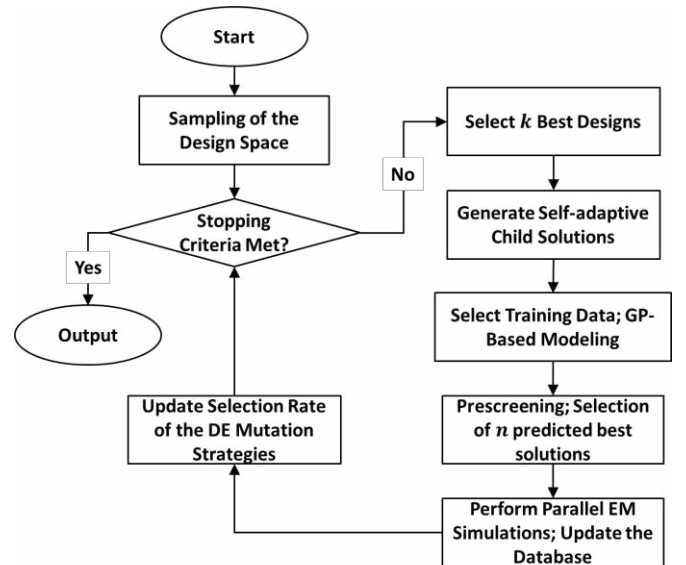 Start
Sampling of the
Design Space
Stopping
Criteria Met?
Yes
Output
No
Select k Best Designs
Generate Self-adaptive
Child Solutions
Select Training Data; GP-
Based Modeling
Prescreening; Selection
of n predicted best
solutions
Perform Parallel EM
Simulations; Update the
Database
Update Selection Rate
of the DE Mutation
Strategies